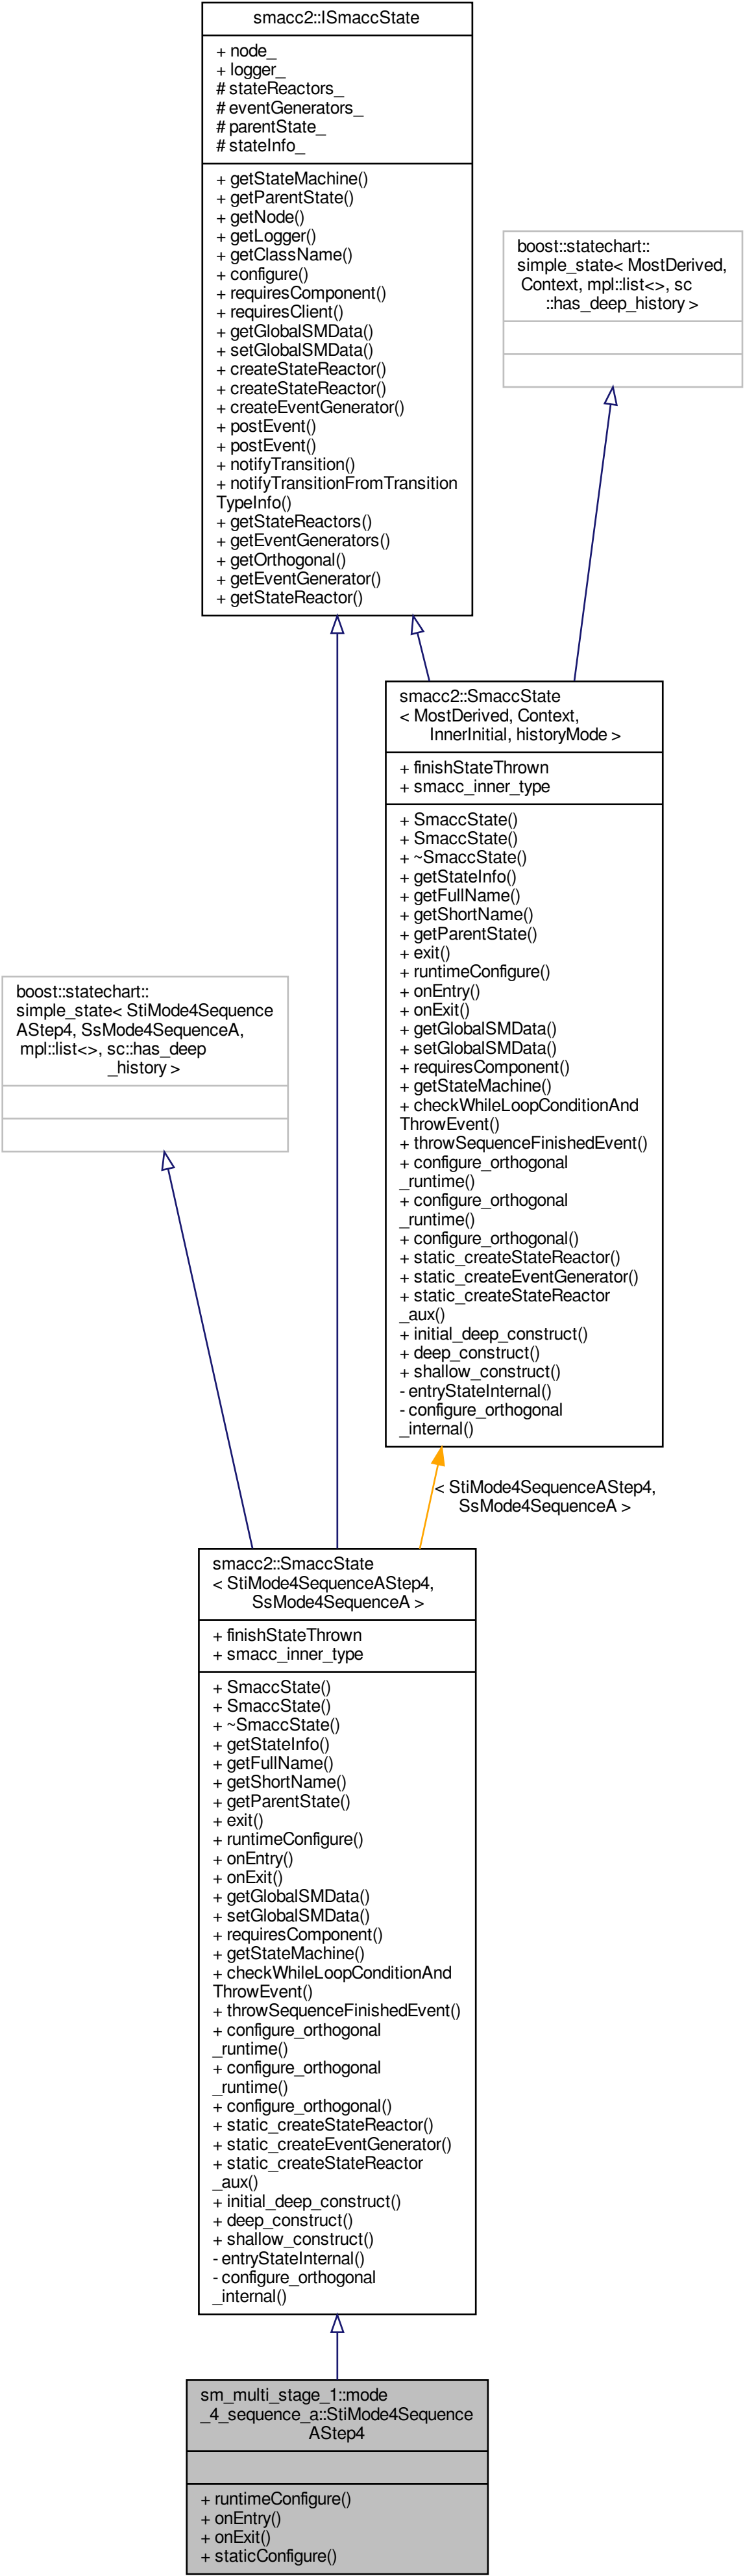 smacc2::ISmaccState
+ node_
+ logger_
# stateReactors_
# eventGenerators_
# parentState_
# stateInfo_
+ getStateMachine()
+ getParentState()
+ getNode()
+ getLogger()
+ getClassName()
+ configure()
+ requiresComponent()
+ requiresClient()
+ getGlobalSMData()
+ setGlobalSMData()
+ createStateReactor()
+ createStateReactor()
+ createEventGenerator()
+ postEvent()
+ postEvent()
+ notifyTransition()
+ notifyTransitionFromTransition
TypeInfo()
+ getStateReactors()
+ getEventGenerators()
+ getOrthogonal()
+ getEventGenerator()
+ getStateReactor()
boost::statechart::
simple_state< MostDerived,
Context, mpl::list<>, sc
::has_deep_history >
smacc2::SmaccState
< MostDerived, Context,
InnerInitial, historyMode >
+ finishStateThrown
+ smacc_inner_type
+ SmaccState()
+ SmaccState()
+ ~SmaccState()
+ getStateInfo()
+ getFullName()
+ getShortName()
+ getParentState()
+ exit()
+ runtimeConfigure()
+ onEntry()
+ onExit()
+ getGlobalSMData()
+ setGlobalSMData()
+ requiresComponent()
+ getStateMachine()
+ checkWhileLoopConditionAnd
ThrowEvent()
+ throwSequenceFinishedEvent()
+ configure_orthogonal
_runtime()
+ configure_orthogonal
_runtime()
+ configure_orthogonal()
+ static_createStateReactor()
+ static_createEventGenerator()
+ static_createStateReactor
_aux()
+ initial_deep_construct()
+ deep_construct()
+ shallow_construct()
- entryStateInternal()
- configure_orthogonal
_internal()
boost::statechart::
simple_state< StiMode4Sequence
AStep4, SsMode4SequenceA,
mpl::list<>, sc::has_deep
_history >
< StiMode4SequenceAStep4,
SsMode4SequenceA >
smacc2::SmaccState
< StiMode4SequenceAStep4,
SsMode4SequenceA >
+ finishStateThrown
+ smacc_inner_type
+ SmaccState()
+ SmaccState()
+ ~SmaccState()
+ getStateInfo()
+ getFullName()
+ getShortName()
+ getParentState()
+ exit()
+ runtimeConfigure()
+ onEntry()
+ onExit()
+ getGlobalSMData()
+ setGlobalSMData()
+ requiresComponent()
+ getStateMachine()
+ checkWhileLoopConditionAnd
ThrowEvent()
+ throwSequenceFinishedEvent()
+ configure_orthogonal
_runtime()
+ configure_orthogonal
_runtime()
+ configure_orthogonal()
+ static_createStateReactor()
+ static_createEventGenerator()
+ static_createStateReactor
_aux()
+ initial_deep_construct()
+ deep_construct()
+ shallow_construct()
- entryStateInternal()
- configure_orthogonal
_internal()
sm_multi_stage_1::mode
_4_sequence_a::StiMode4Sequence
AStep4
+ runtimeConfigure()
+ onEntry()
+ onExit()
+ staticConfigure()